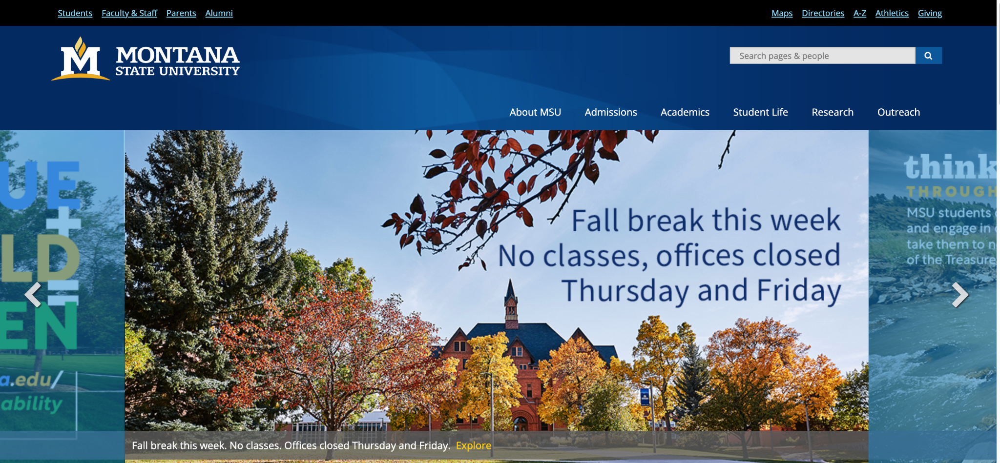 Students Faculty & Staff Parents Alumni
Maps Directories A-Z Athletics Giving
M MONTANA
STATE UNIVERSITY
Search pages & people
About MSU Admissions Academics Student Life Research Outreach
UE
+
LD
=
EN
a.edu/
ability
Fall break this week
No classes, offices closed
Thursday and Friday
think
THROUGH
MSU students
and engage in
take them to
of the Treasure
Fall break this week. No classes. Offices closed Thursday and Friday. Explore